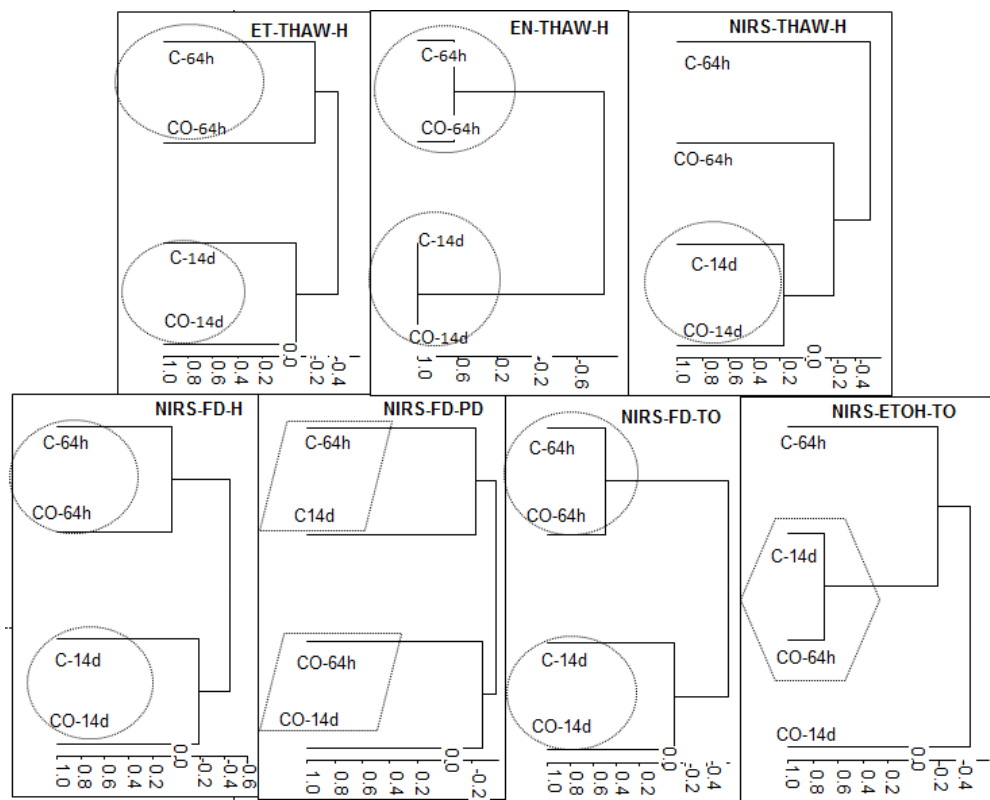 ET-THAW-H
C-64h
CO-64h
C-14d
CO-14d
1.0 0.8 0.6 0.4 0.2 0.0 -0.2 -0.4
EN-THAW-H
C-64h
CO-64h
C-14d
CO-14d
1.0 0.6 0.2 -0.2 -0.6
NIRS-THAW-H
C-64h
CO-64h
C-14d
CO-14d
1.0 0.8 0.6 0.4 0.2 0.0 -0.2 -0.4
NIRS-FD-H
C-64h
CO-64h
C-14d
CO-14d
1.0 0.8 0.6 0.4 0.2 0.0 -0.2 -0.4 -0.6
NIRS-FD-PD
C-64h
C14d
CO-64h
CO-14d
1.0 0.8 0.6 0.4 0.2 0.0 -0.2
NIRS-FD-TO
C-64h
CO-64h
C-14d
CO-14d
1.0 0.8 0.6 0.4 0.2 0.0 -0.2 -0.4
NIRS-ETOH-TO
C-64h
C-14d
CO-64h
CO-14d
1.0 0.8 0.6 0.4 0.2 0.0 -0.2 -0.4